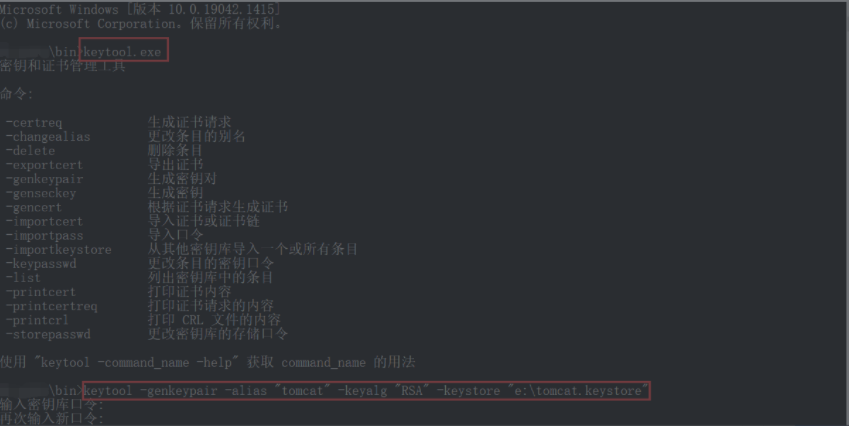 Microsoft Windows [版本 10.0.19042.1415]
(c) Microsoft Corporation。保留所有权利。
\bin>keytool.exe
密钥和证书管理工具
命令:
-certreq 生成证书请求
-changealias 更改条目的别名
-delete 删除条目
-exportcert 导出证书
-genkeypair 生成密钥对
-genseckey 生成密钥
-gencert 根据证书请求生成证书
-importcert 导入证书或证书链
-importpass 导入口令
-importkeystore 从其他密钥库导入一个或所有条目
-keypasswd 更改条目的密钥口令
-list 列出密钥库中的条目
-printcert 打印证书内容
-printcertreq 打印证书请求的内容
-printcrl 打印 CRL 文件的内容
-storepasswd 更改密钥库的存储口令
使用 "keytool -command_name -help" 获取 command_name 的用法
\bin>keytool -genkeypair -alias "tomcat" -keyalg "RSA" -keystore "e:\tomcat.keystore"
输入密钥库口令:
再次输入新口令: